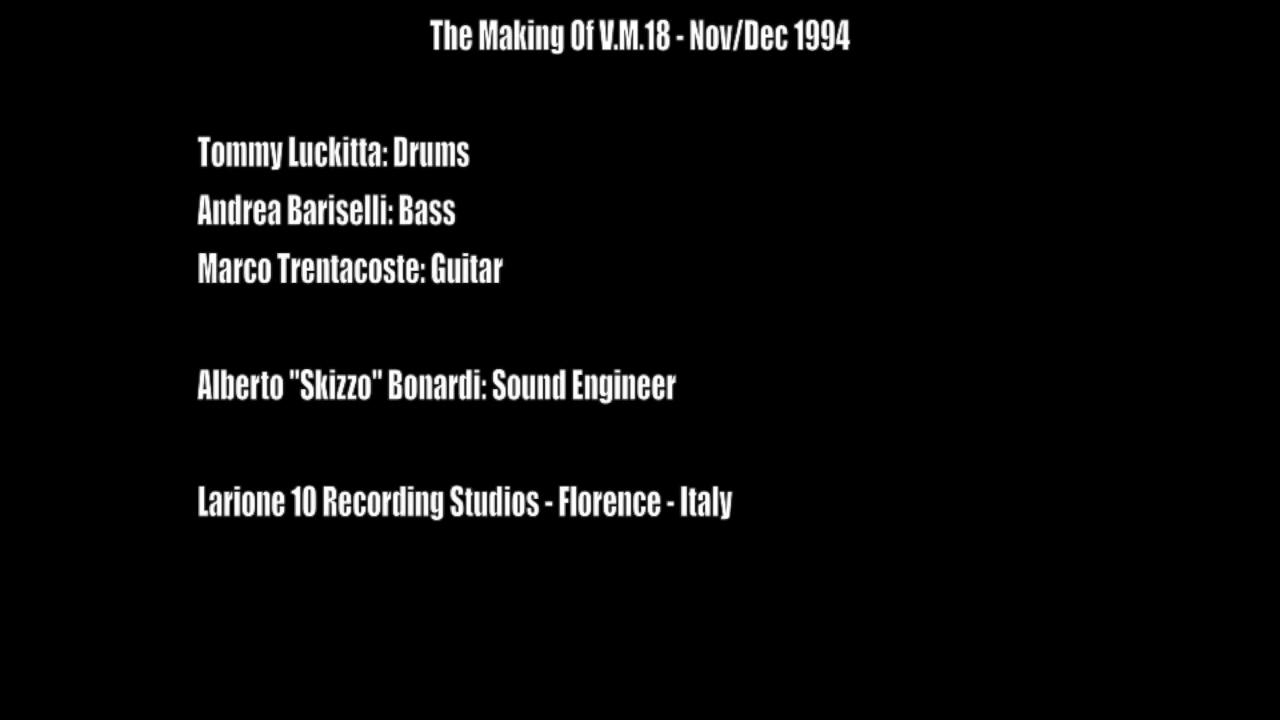 The Making Of V.M.18 - Nov/Dec 1994
Tommy Luckitta: Drums
Andrea Bariselli: Bass
Marco Trentacoste: Guitar
Alberto "Skizzo" Bonardi: Sound Engineer
Larione 10 Recording Studios - Florence - Italy